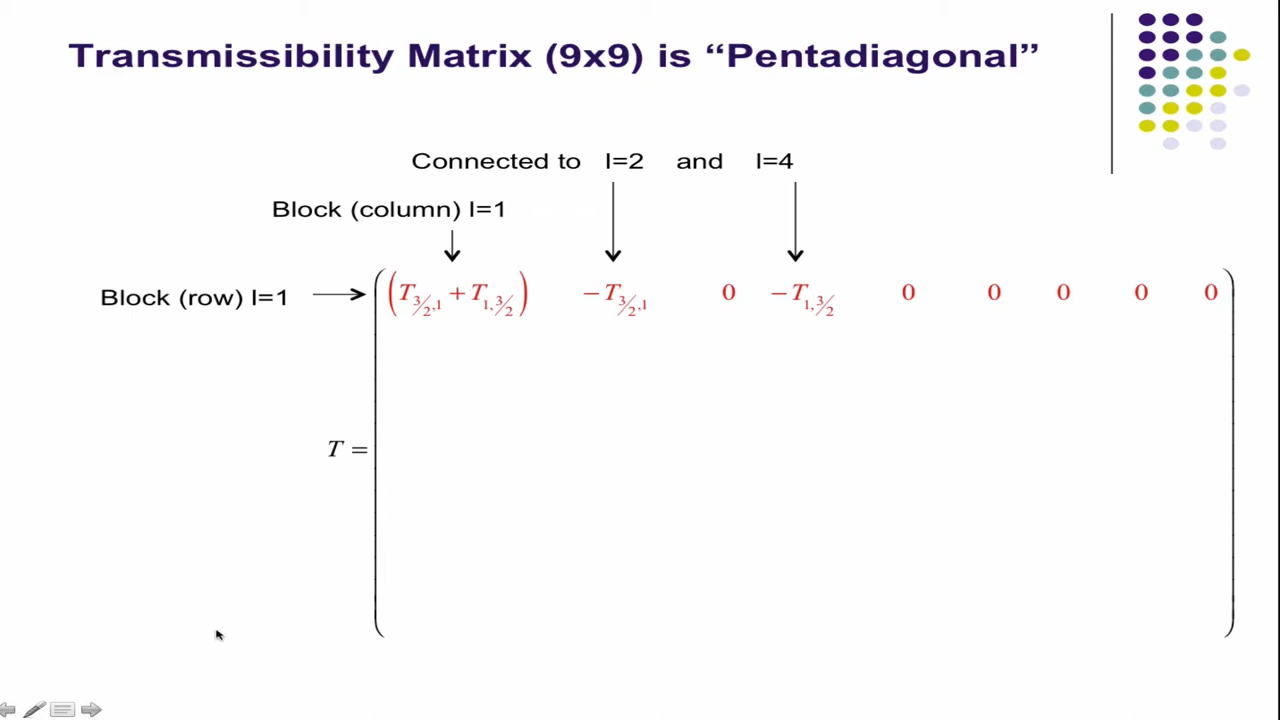 Transmissibility Matrix (9x9) is “Pentadiagonal”
Connected to l=2 and l=4
Block (column) l=1
Block (row) l=1
(T3⁄2,1 + T1,3⁄2) −T3⁄2,1 0 −T1,3⁄2 0 0 0 0 0
T =